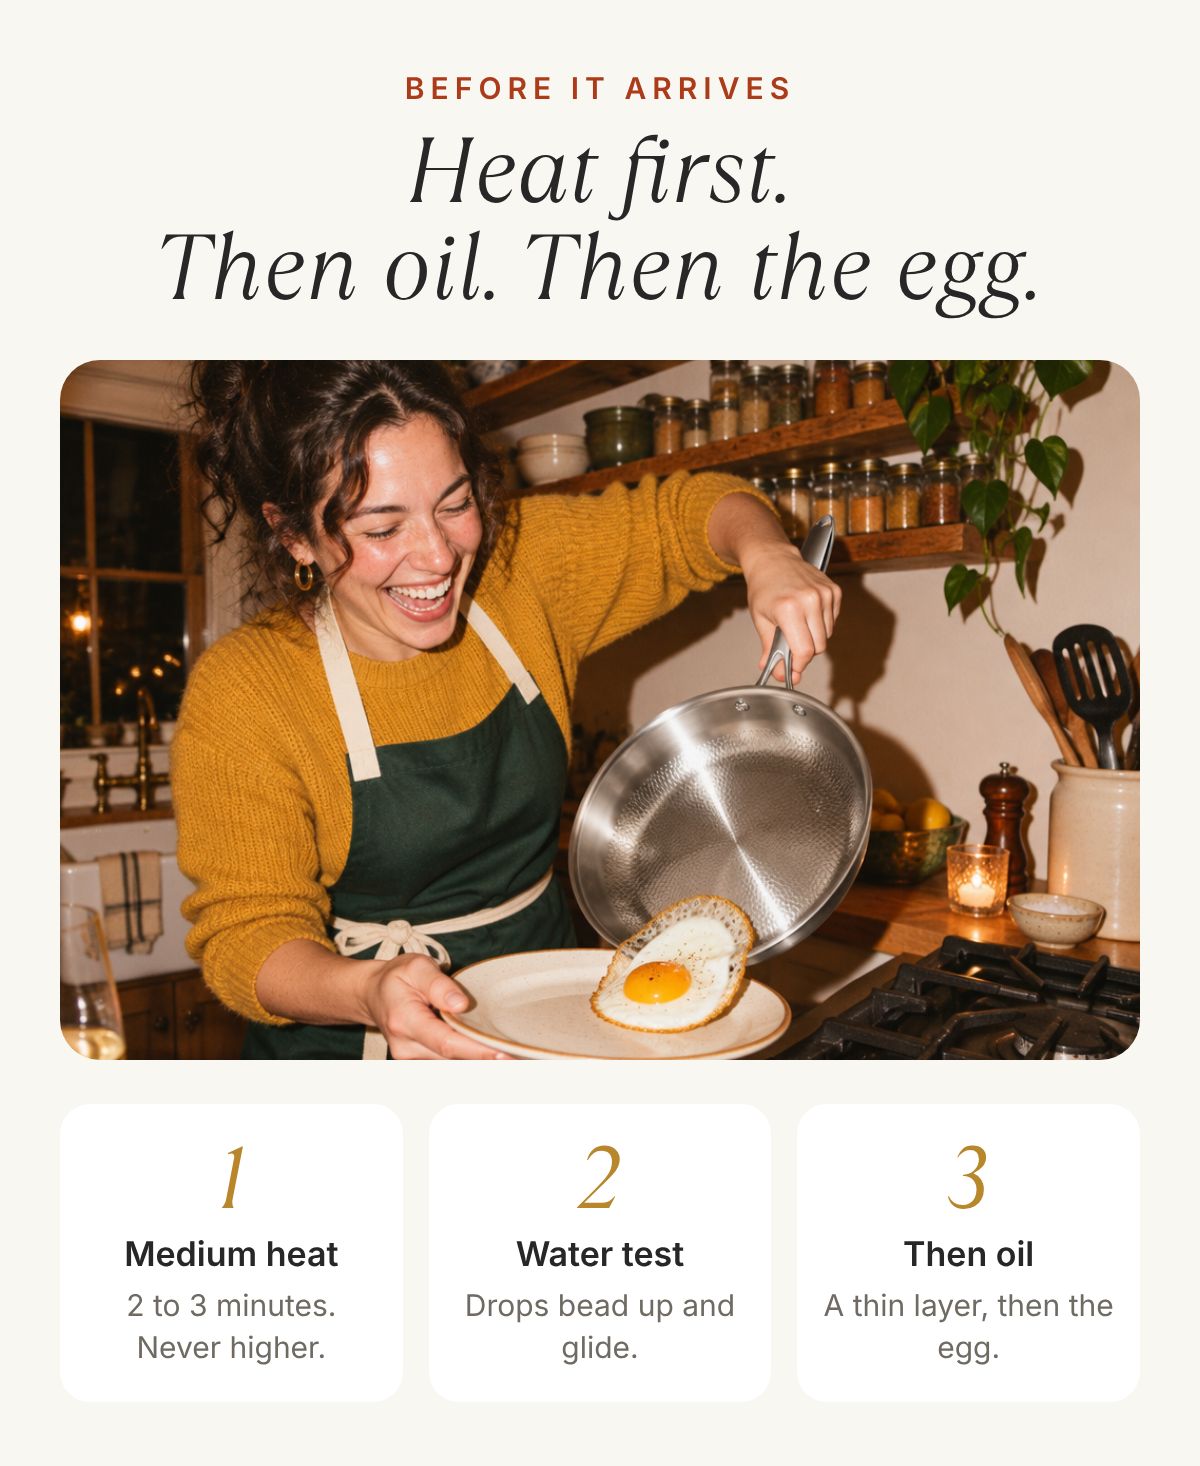 BEFORE IT ARRIVES
Heat first.
Then oil. Then the egg.
1
Medium heat
2 to 3 minutes.
Never higher.
2
Water test
Drops bead up and
glide.
3
Then oil
A thin layer, then the
egg.